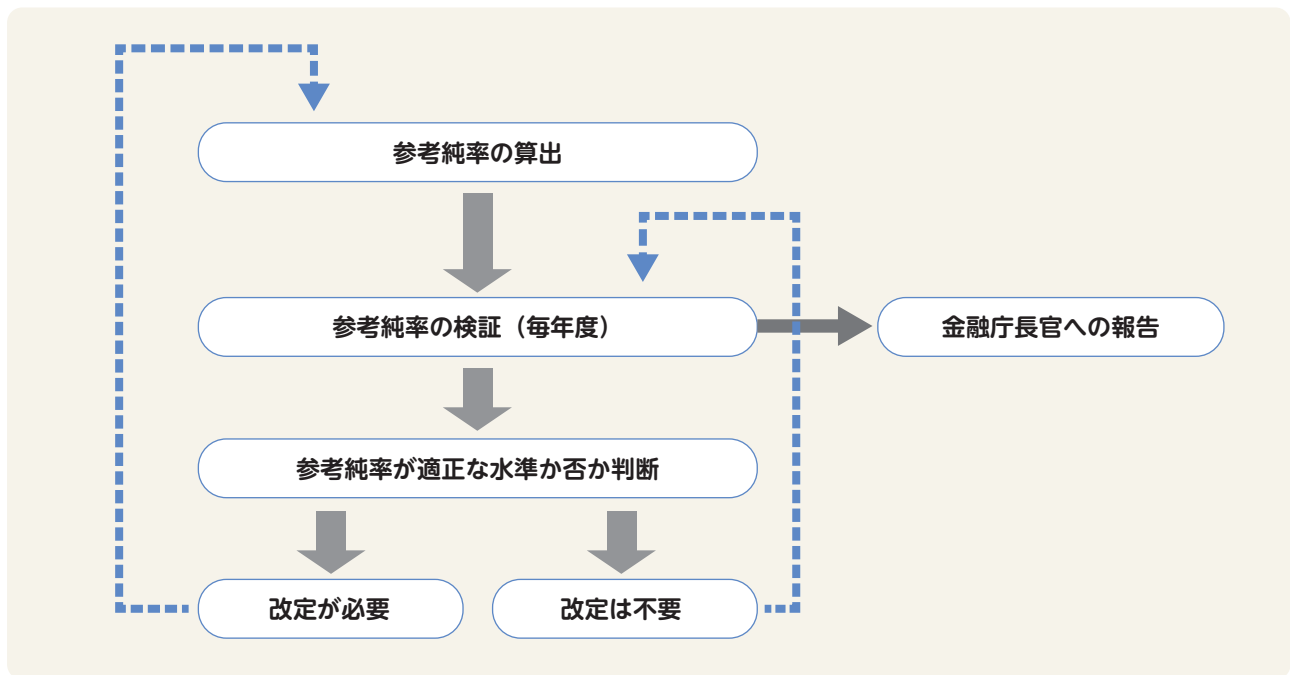 参考純率の算出
参考純率の検証（毎年度）
金融庁長官への報告
参考純率が適正な水準か否か判断
改定が必要
改定は不要